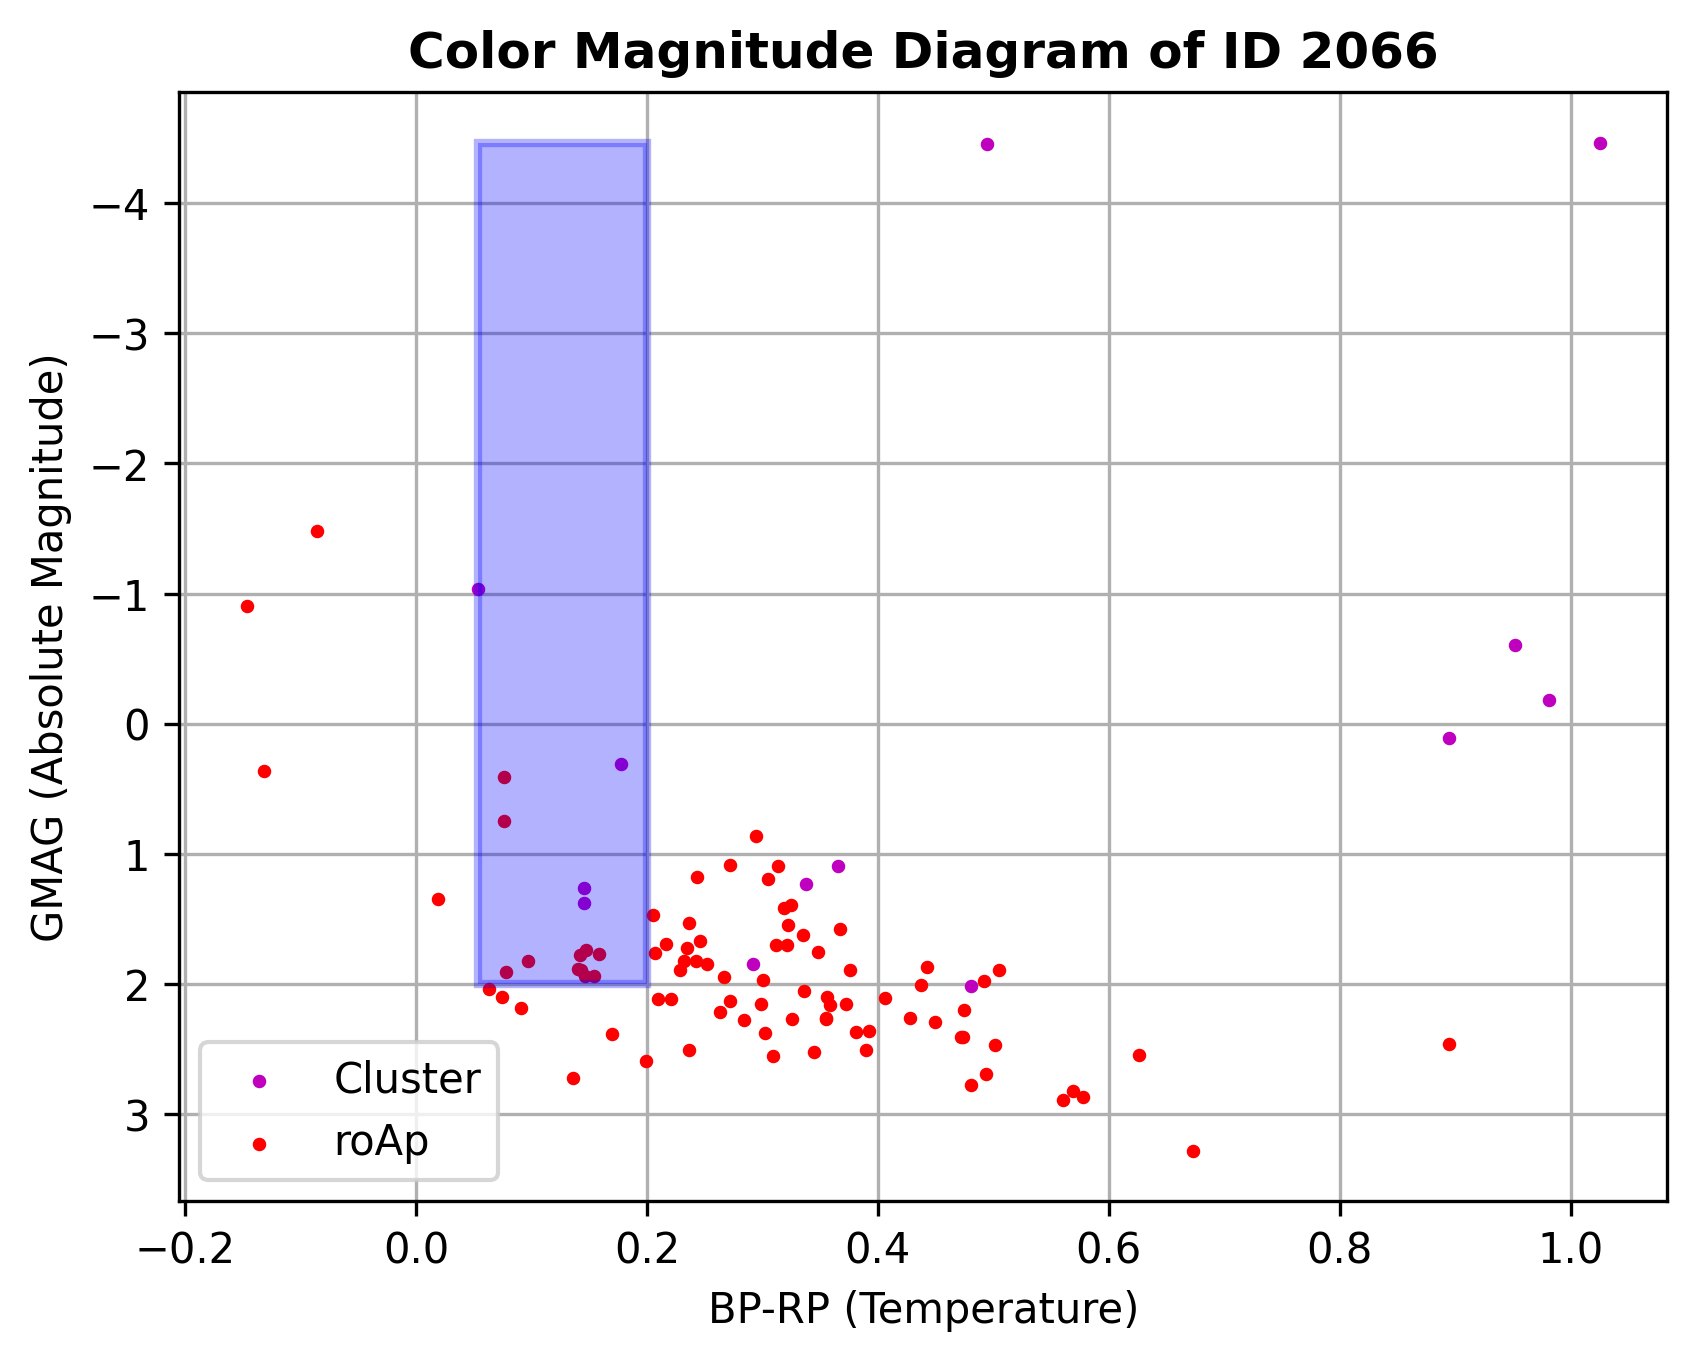 Color Magnitude Diagram of ID 2066
GMAG (Absolute Magnitude)
−4
−3
−2
−1
0
1
2
3
Cluster
roAp
−0.2 0.0 0.2 0.4 0.6 0.8 1.0
BP-RP (Temperature)